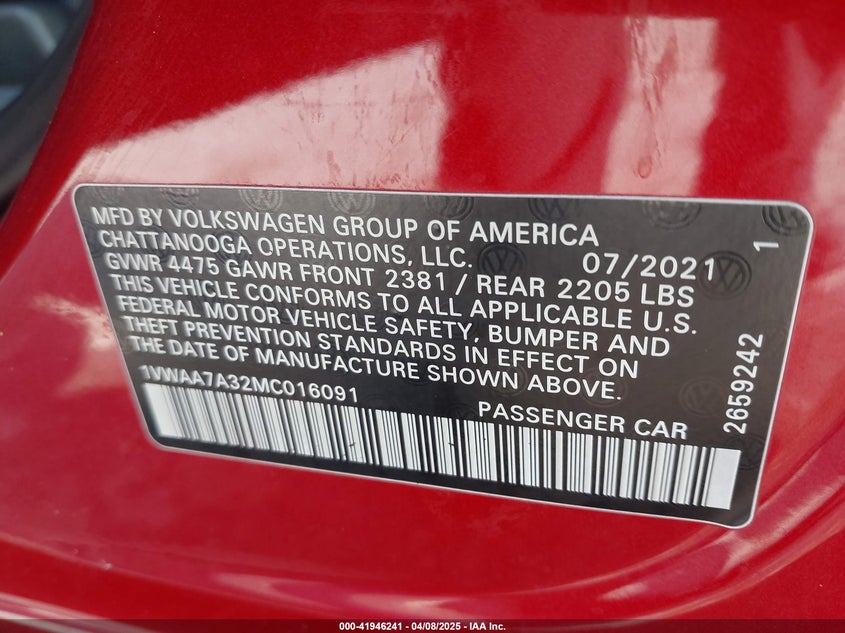 MFD BY VOLKSWAGEN GROUP OF AMERICA
CHATTANOOGA OPERATIONS, LLC. 07/2021 1
GVWR 4475 GAWR FRONT 2381 / REAR 2205 LBS
THIS VEHICLE CONFORMS TO ALL APPLICABLE U.S.
FEDERAL MOTOR VEHICLE SAFETY, BUMPER AND
THEFT PREVENTION STANDARDS IN EFFECT ON
THE DATE OF MANUFACTURE SHOWN ABOVE.
1VWAA7A32MC016091
PASSENGER CAR
2659242
000-41946241 | 04/08/2025 | IAA Inc.